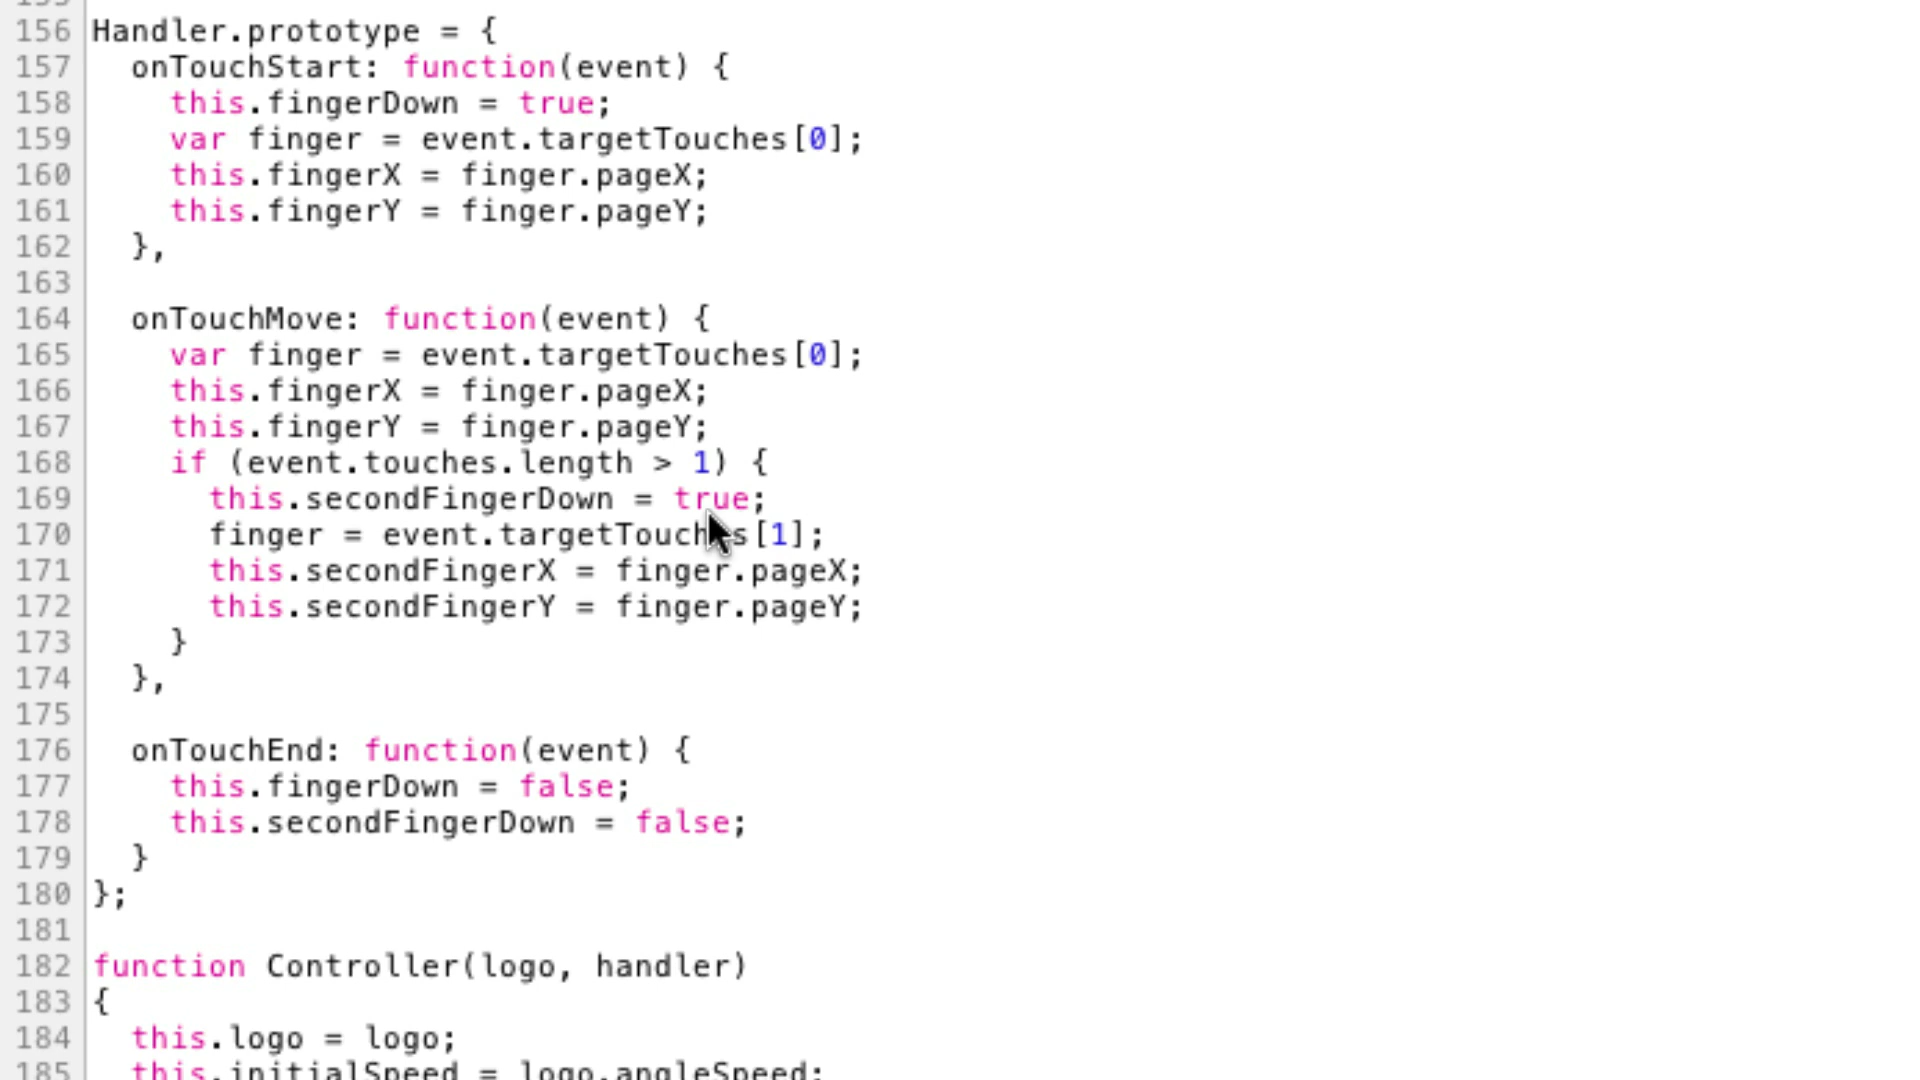 156 Handler.prototype = {
157 onTouchStart: function(event) {
158 this.fingerDown = true;
159 var finger = event.targetTouches[0];
160 this.fingerX = finger.pageX;
161 this.fingerY = finger.pageY;
162 },
163
164 onTouchMove: function(event) {
165 var finger = event.targetTouches[0];
166 this.fingerX = finger.pageX;
167 this.fingerY = finger.pageY;
168 if (event.touches.length > 1) {
169 this.secondFingerDown = true;
170 finger = event.targetTouches[1];
171 this.secondFingerX = finger.pageX;
172 this.secondFingerY = finger.pageY;
173 }
174 },
175
176 onTouchEnd: function(event) {
177 this.fingerDown = false;
178 this.secondFingerDown = false;
179 }
180 };
181
182 function Controller(logo, handler)
183 {
184 this.logo = logo;
185 this.initialSpeed = logo.angleSpeed;